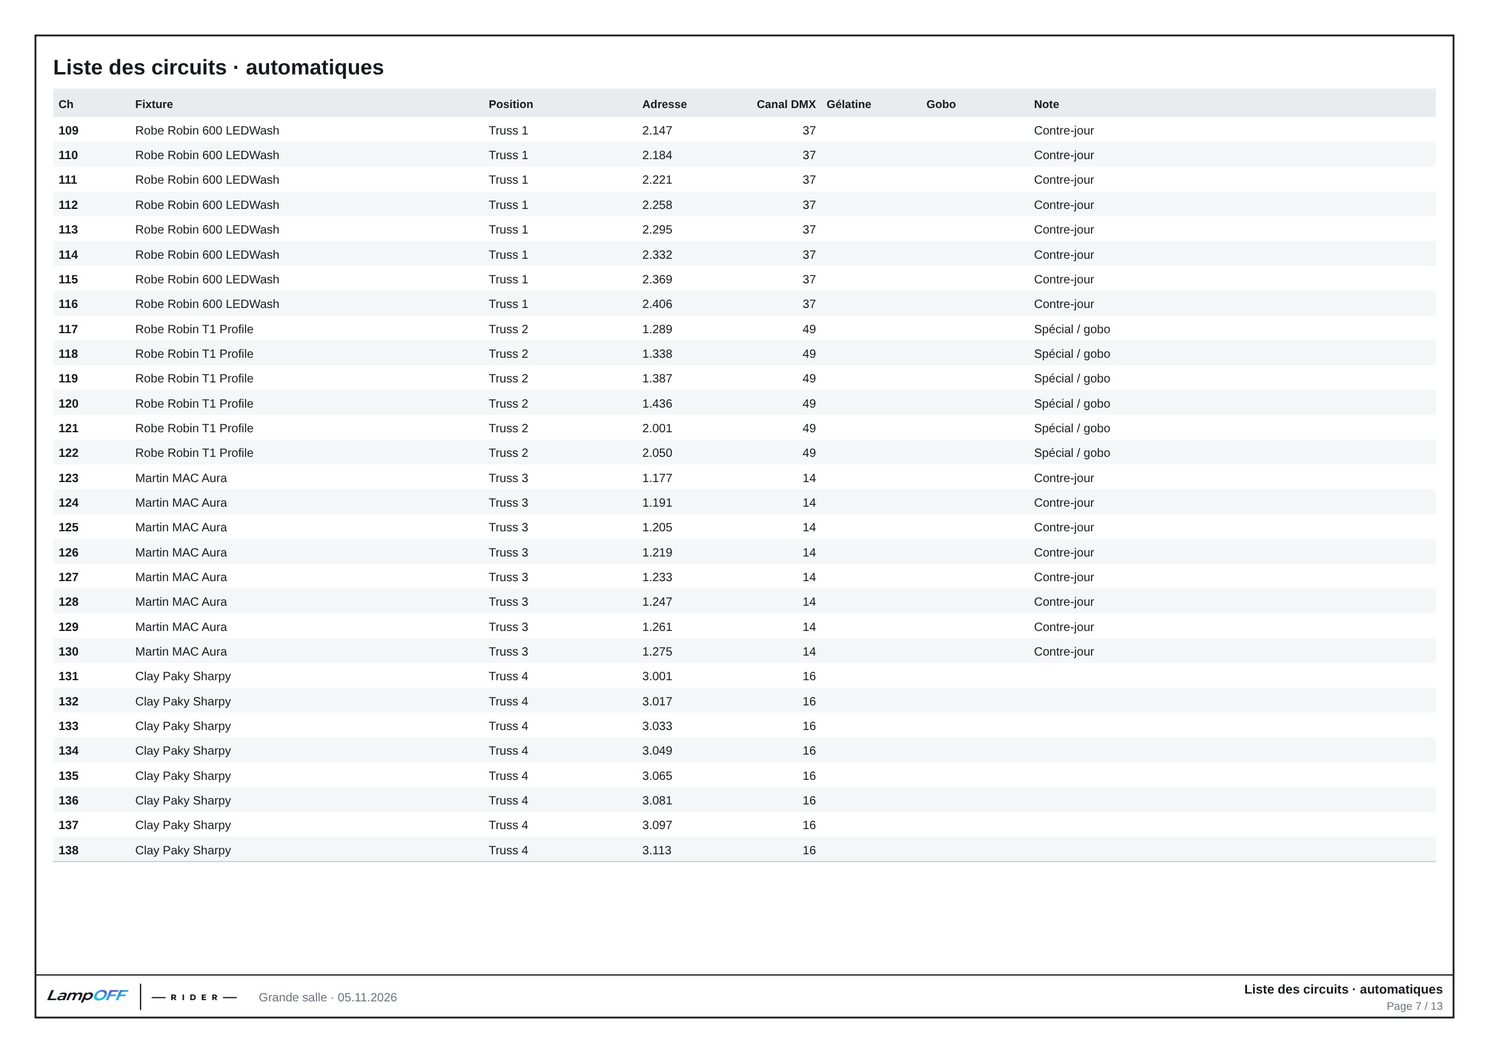 Liste des circuits · automatiques
Ch Fixture Position Adresse Canal DMX Gélatine Gobo Note
109 Robe Robin 600 LEDWash Truss 1 2.147 37 Contre-jour
110 Robe Robin 600 LEDWash Truss 1 2.184 37 Contre-jour
111 Robe Robin 600 LEDWash Truss 1 2.221 37 Contre-jour
112 Robe Robin 600 LEDWash Truss 1 2.258 37 Contre-jour
113 Robe Robin 600 LEDWash Truss 1 2.295 37 Contre-jour
114 Robe Robin 600 LEDWash Truss 1 2.332 37 Contre-jour
115 Robe Robin 600 LEDWash Truss 1 2.369 37 Contre-jour
116 Robe Robin 600 LEDWash Truss 1 2.406 37 Contre-jour
117 Robe Robin T1 Profile Truss 2 1.289 49 Spécial / gobo
118 Robe Robin T1 Profile Truss 2 1.338 49 Spécial / gobo
119 Robe Robin T1 Profile Truss 2 1.387 49 Spécial / gobo
120 Robe Robin T1 Profile Truss 2 1.436 49 Spécial / gobo
121 Robe Robin T1 Profile Truss 2 2.001 49 Spécial / gobo
122 Robe Robin T1 Profile Truss 2 2.050 49 Spécial / gobo
123 Martin MAC Aura Truss 3 1.177 14 Contre-jour
124 Martin MAC Aura Truss 3 1.191 14 Contre-jour
125 Martin MAC Aura Truss 3 1.205 14 Contre-jour
126 Martin MAC Aura Truss 3 1.219 14 Contre-jour
127 Martin MAC Aura Truss 3 1.233 14 Contre-jour
128 Martin MAC Aura Truss 3 1.247 14 Contre-jour
129 Martin MAC Aura Truss 3 1.261 14 Contre-jour
130 Martin MAC Aura Truss 3 1.275 14 Contre-jour
131 Clay Paky Sharpy Truss 4 3.001 16
132 Clay Paky Sharpy Truss 4 3.017 16
133 Clay Paky Sharpy Truss 4 3.033 16
134 Clay Paky Sharpy Truss 4 3.049 16
135 Clay Paky Sharpy Truss 4 3.065 16
136 Clay Paky Sharpy Truss 4 3.081 16
137 Clay Paky Sharpy Truss 4 3.097 16
138 Clay Paky Sharpy Truss 4 3.113 16
LampOFF — RIDER — Grande salle · 05.11.2026
Liste des circuits · automatiques
Page 7 / 13